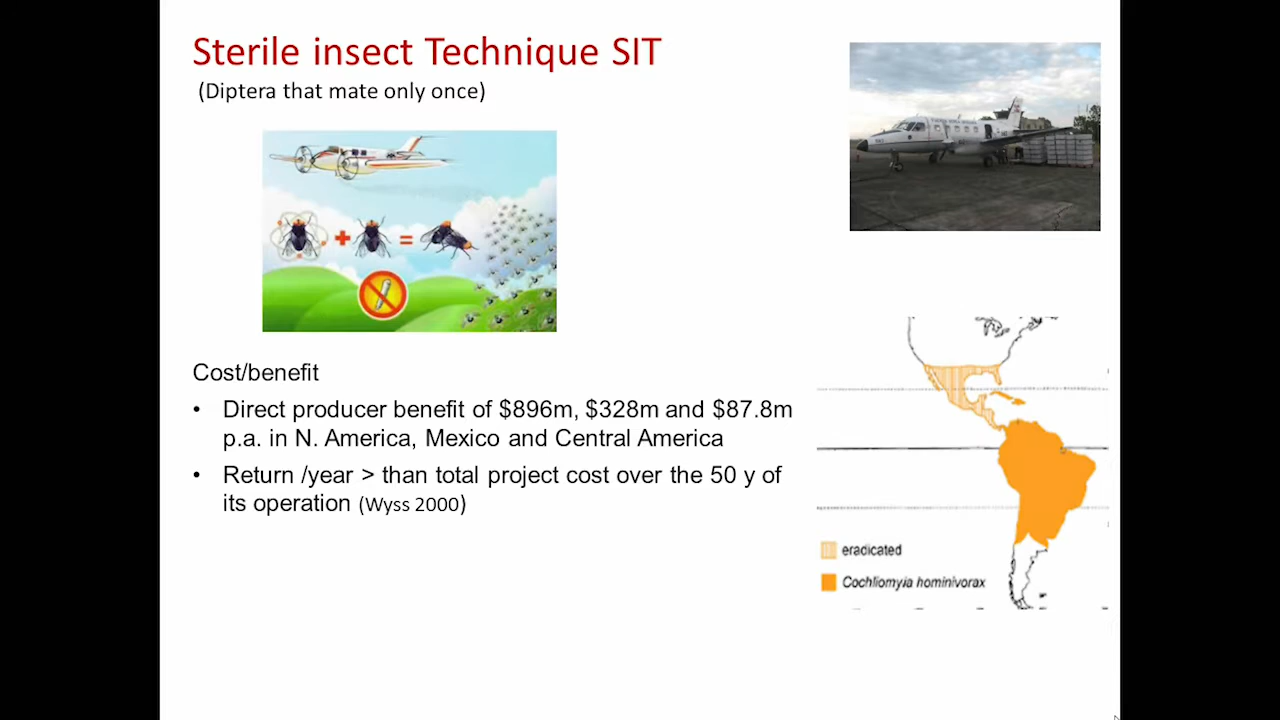 Sterile insect Technique SIT
(Diptera that mate only once)
Cost/benefit
• Direct producer benefit of $896m, $328m and $87.8m
p.a. in N. America, Mexico and Central America
• Return /year > than total project cost over the 50 y of
its operation (Wyss 2000)
eradicated
Cochliomyia hominivorax